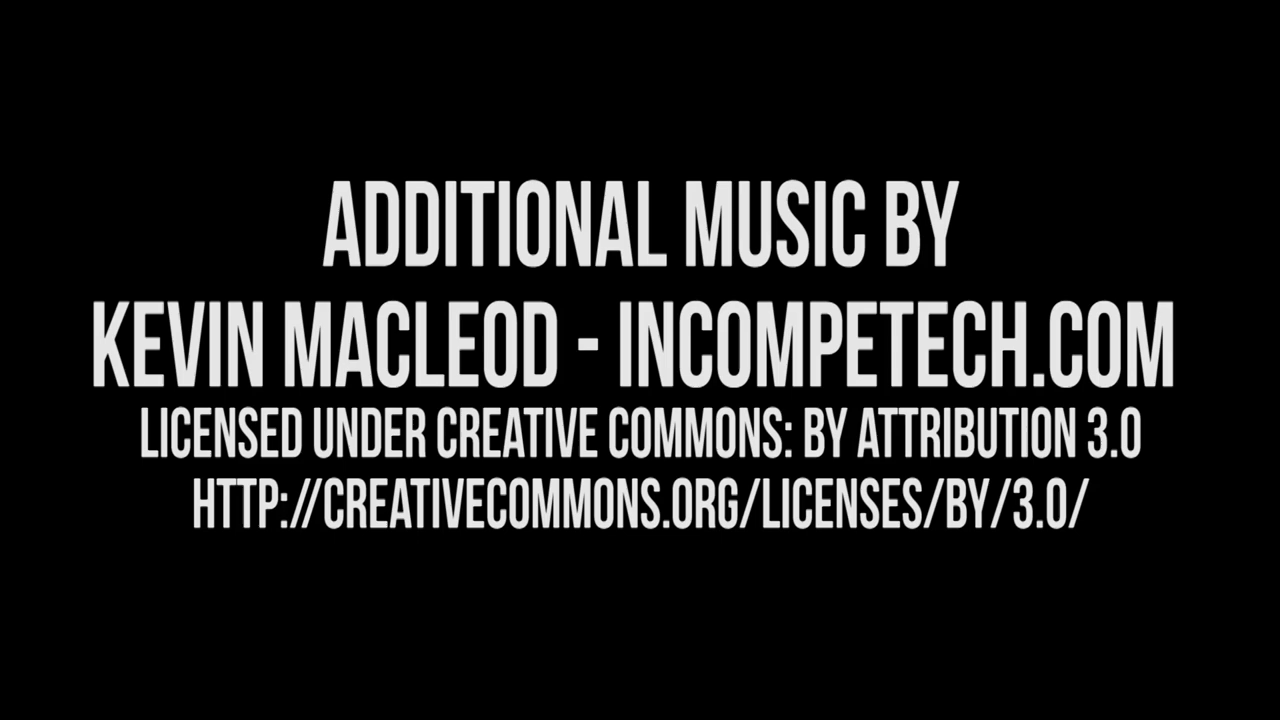 ADDITIONAL MUSIC BY
KEVIN MACLEOD - INCOMPETECH.COM
LICENSED UNDER CREATIVE COMMONS: BY ATTRIBUTION 3.0
HTTP://CREATIVECOMMONS.ORG/LICENSES/BY/3.0/